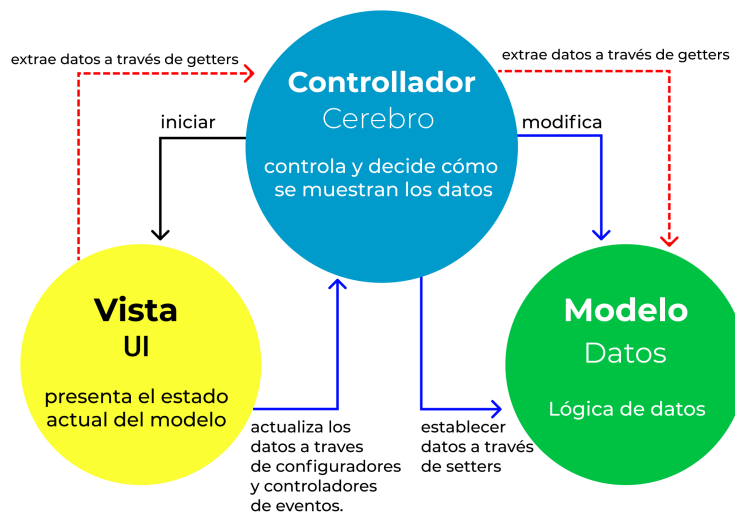 extrae datos a través de getters
extrae datos a través de getters
Controllador
Cerebro
controla y decide cómo
se muestran los datos
iniciar
modifica
Vista
UI
presenta el estado
actual del modelo
Modelo
Datos
Lógica de datos
actualiza los
datos a traves
de configuradores
y controladores
de eventos.
establecer
datos a través
de setters